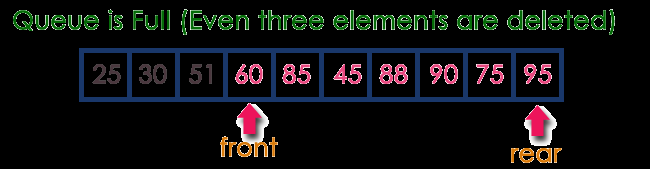 Queue is Full (Even three elements are deleted)
25 30 51 60 85 45 88 90 75 95
front
rear